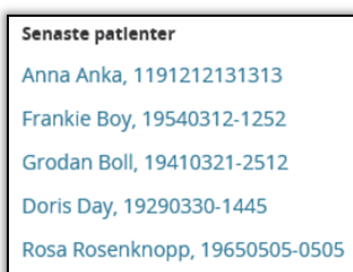 Senaste patienter
Anna Anka, 1191212131313
Frankie Boy, 19540312-1252
Grodan Boll, 19410321-2512
Doris Day, 19290330-1445
Rosa Rosenknopp, 19650505-0505